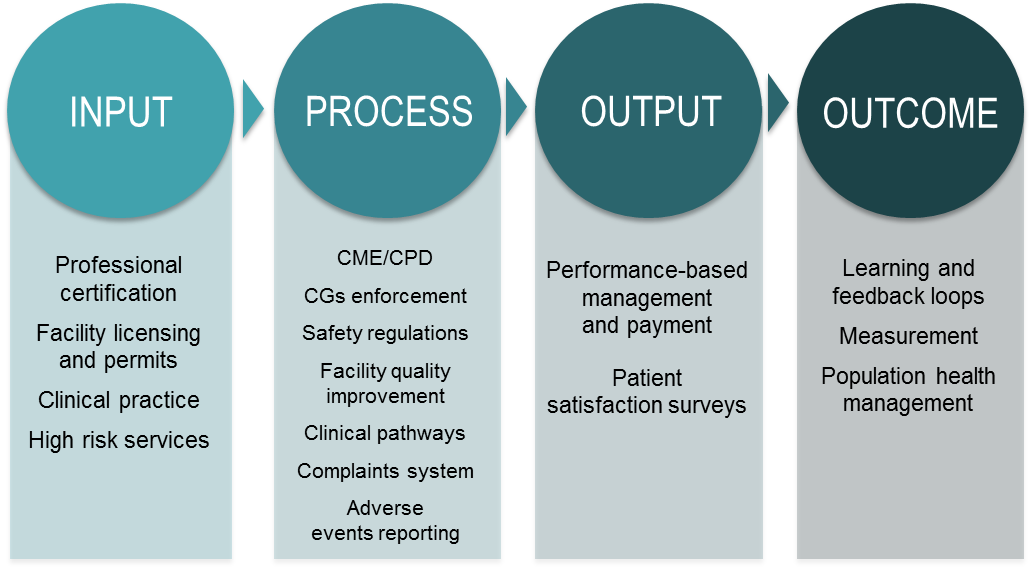 INPUT
Professional
certification
Facility licensing
and permits
Clinical practice
High risk services
PROCESS
CME/CPD
CGs enforcement
Safety regulations
Facility quality
improvement
Clinical pathways
Complaints system
Adverse
events reporting
OUTPUT
Performance-based
management
and payment
Patient
satisfaction surveys
OUTCOME
Learning and
feedback loops
Measurement
Population health
management